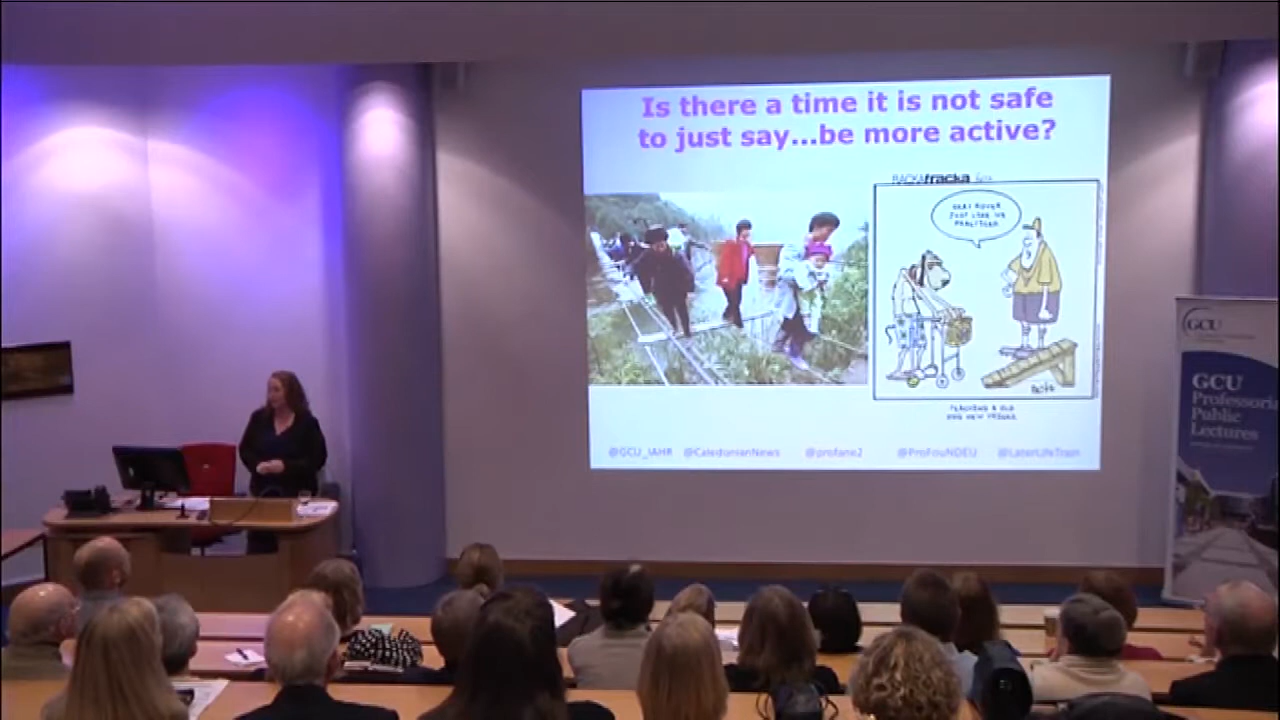 Is there a time it is not safe
to just say...be more active?
@GCU_IAHR @CaledonianNews @profane2 @ProFouNDEU @LaterLifeTrain
GCU
GCU
Professorial
Public
Lectures